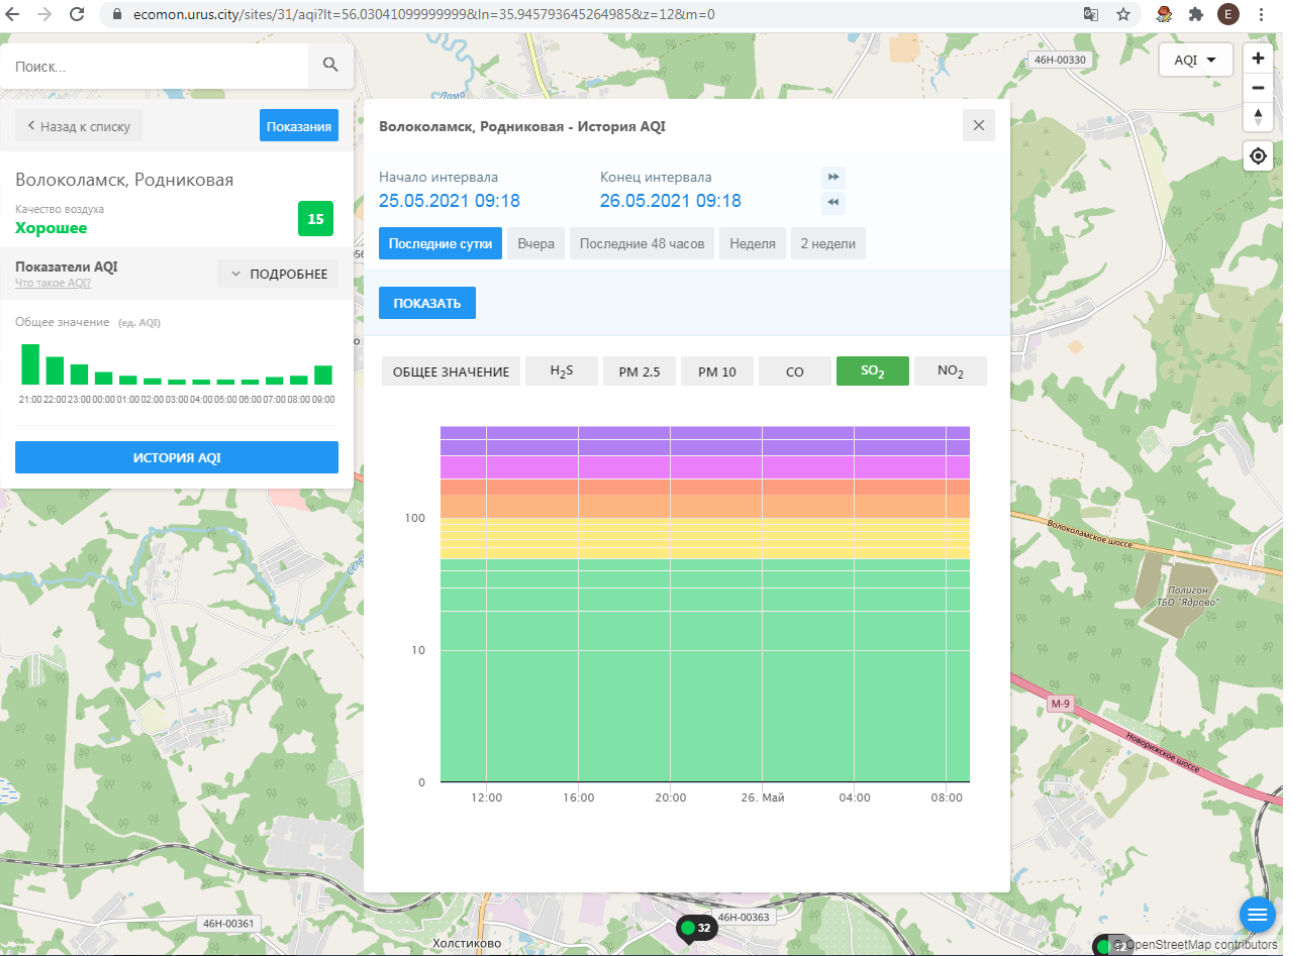 ecomon.urus.city/sites/31/aqi?lt=56.03041099999999&ln=35.945793645264985&z=12&m=0
E
Поиск...
46Н-00330
AQI
Лама
Назад к списку
Показания
Волоколамск, Родниковая
Качество воздуха
Хорошее
15
Показатели AQI
Что такое AQI?
ПОДРОБНЕЕ
Общее значение (ед. AQI)
21:00 22:00 23:00 00:00 01:00 02:00 03:00 04:00 05:00 06:00 07:00 08:00 09:00
ИСТОРИЯ AQI
Волоколамск, Родниковая - История AQI
Начало интервала
Конец интервала
25.05.2021 09:18
26.05.2021 09:18
Последние сутки
Вчера
Последние 48 часов
Неделя
2 недели
ПОКАЗАТЬ
ОБЩЕЕ ЗНАЧЕНИЕ
H2S
PM 2.5
PM 10
CO
SO2
NO2
100
10
0
12:00
16:00
20:00
26. Май
04:00
08:00
Волоколамское шоссе
Полигон
ТБО "Ядрово"
М-9
Новорижское шоссе
46Н-00361
Холстиково
32
46Н-00363
© OpenStreetMap contributors